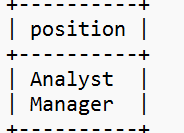 +----------+
| position |
+----------+
| Analyst  |
| Manager  |
+----------+